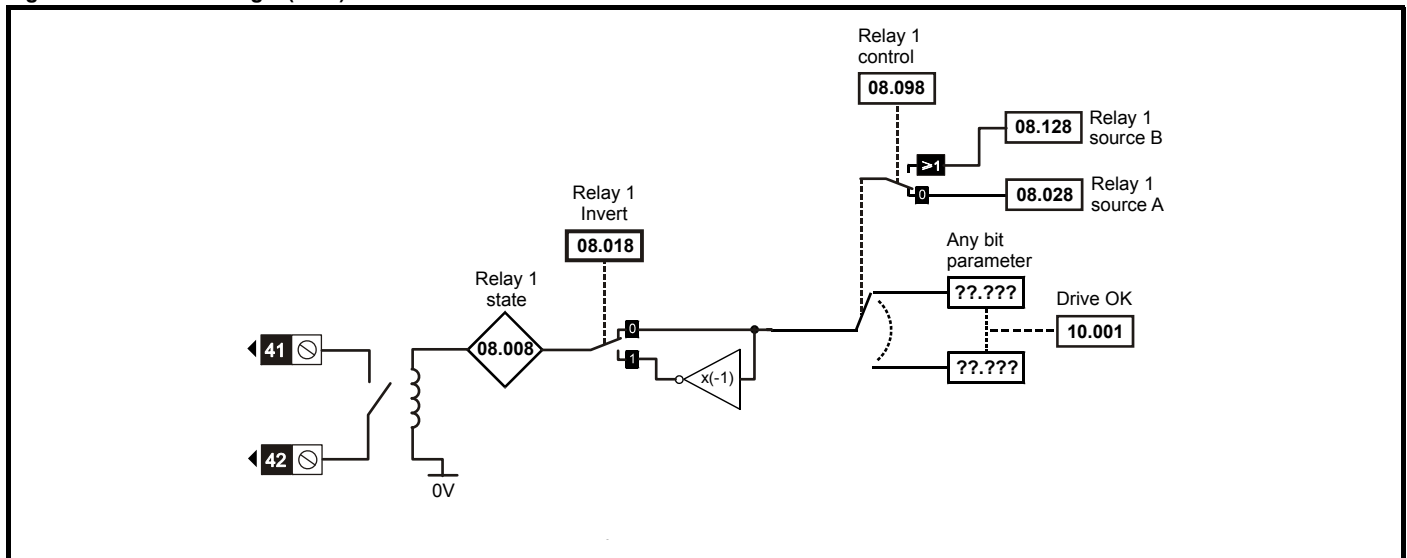 Relay 1
control
08.098
08.128
Relay 1
source B
>1
0
08.028
Relay 1
source A
Relay 1
Invert
08.018
Any bit
parameter
??.???
Drive OK
10.001
??.???
Relay 1
state
08.008
0
1
x(-1)
41
42
0V